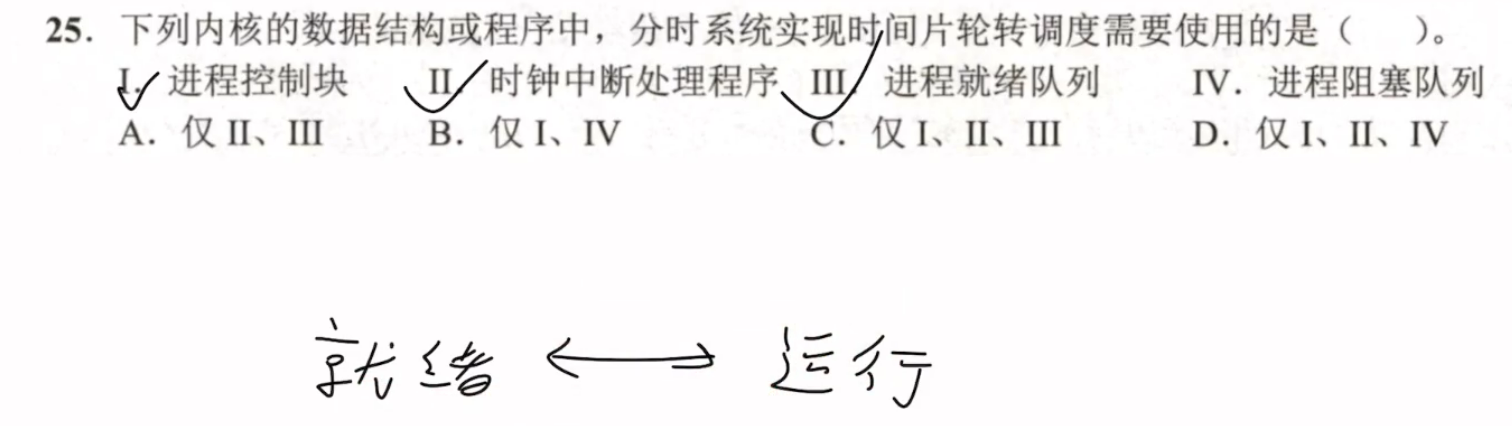 25. 下列内核的数据结构或程序中，分时系统实现时间片轮转调度需要使用的是（ ）。
I. 进程控制块 II. 时钟中断处理程序 III. 进程就绪队列 IV. 进程阻塞队列
A. 仅 II、III B. 仅 I、IV C. 仅 I、II、III D. 仅 I、II、IV
就绪 ⟷ 运行